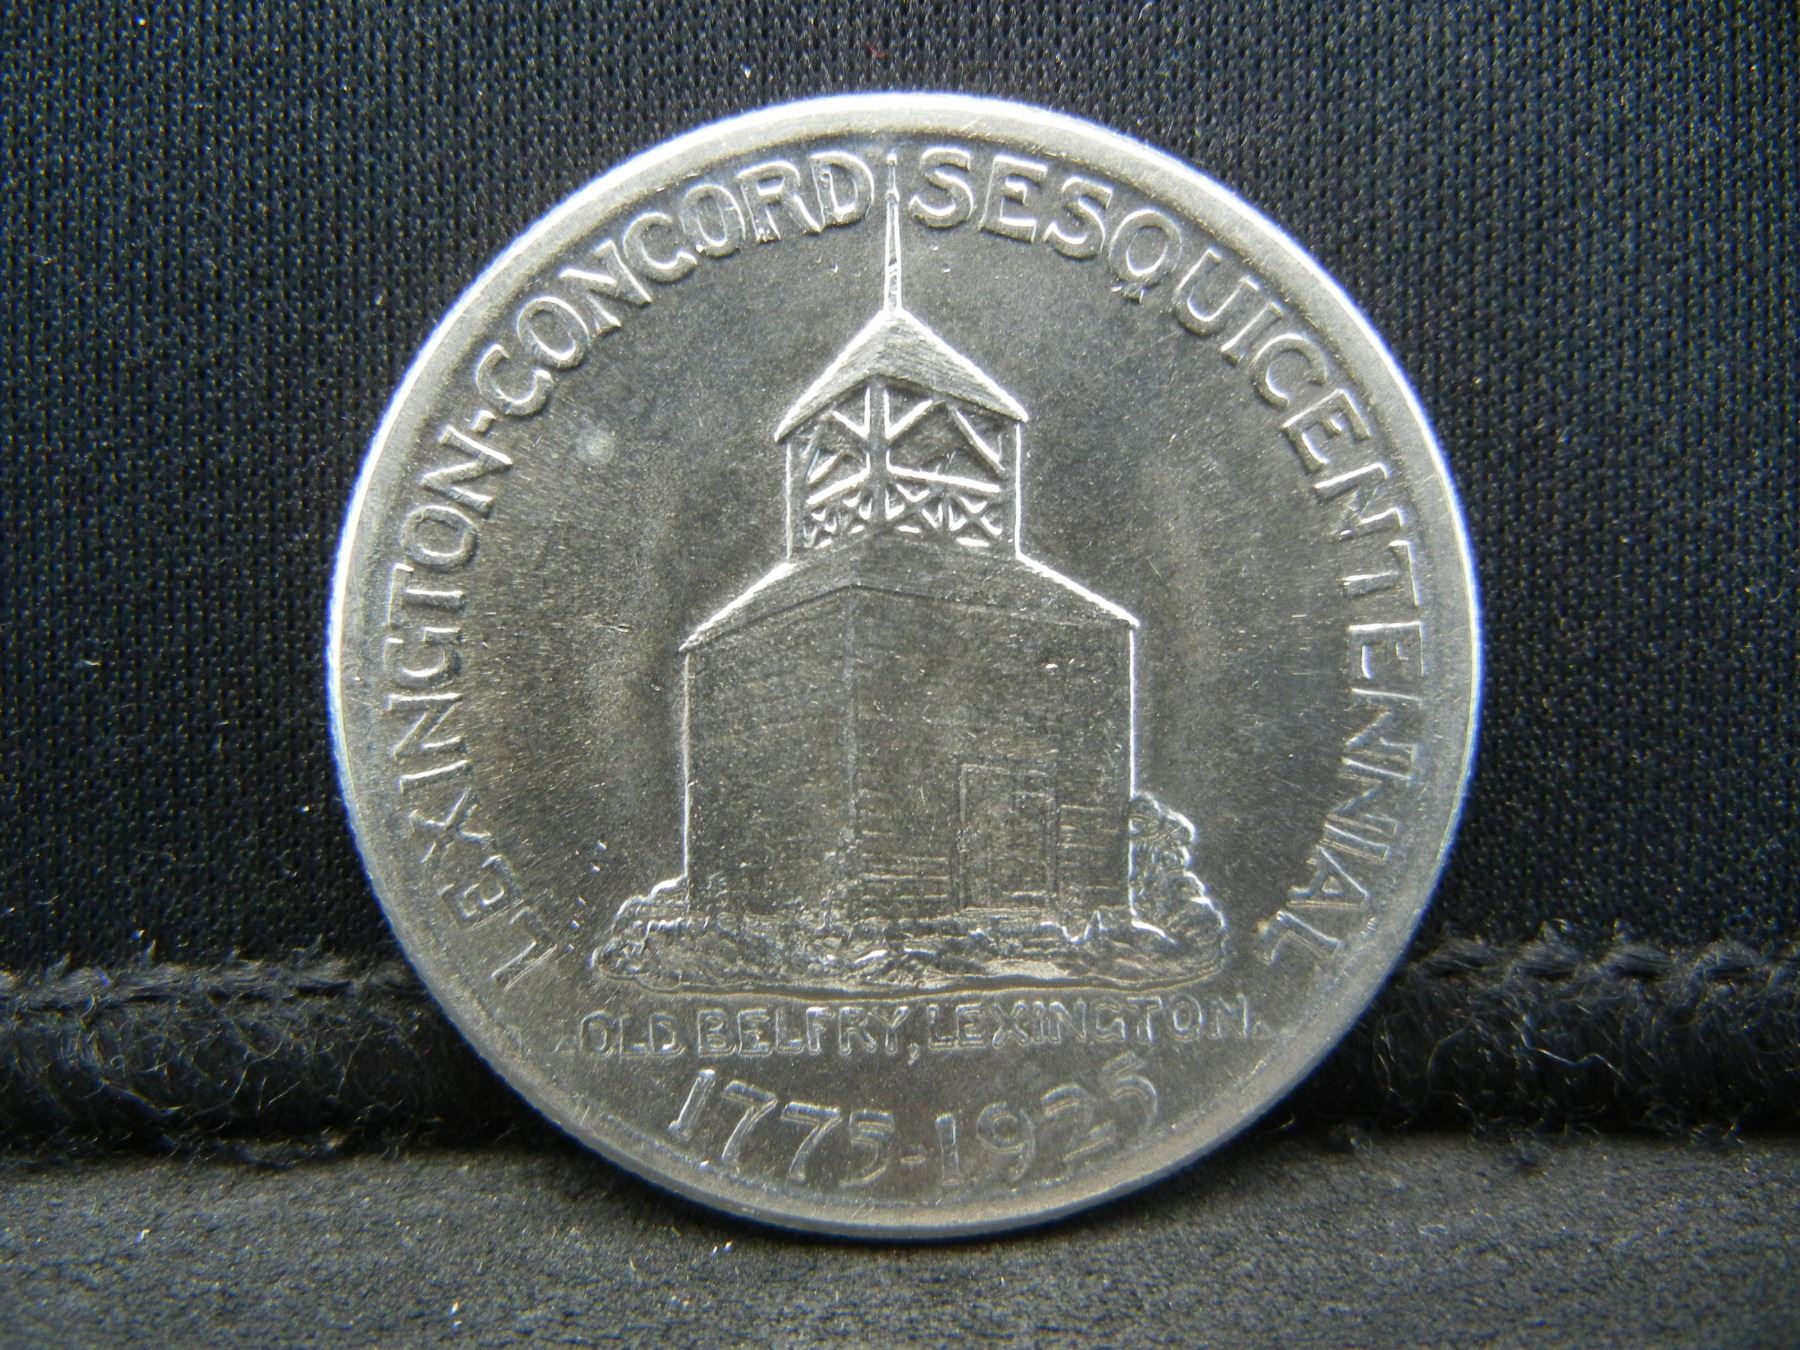 LEXINGTON-CONCORD SESQUICENTENNIAL
OLD BELFRY, LEXINGTON.
1775-1925